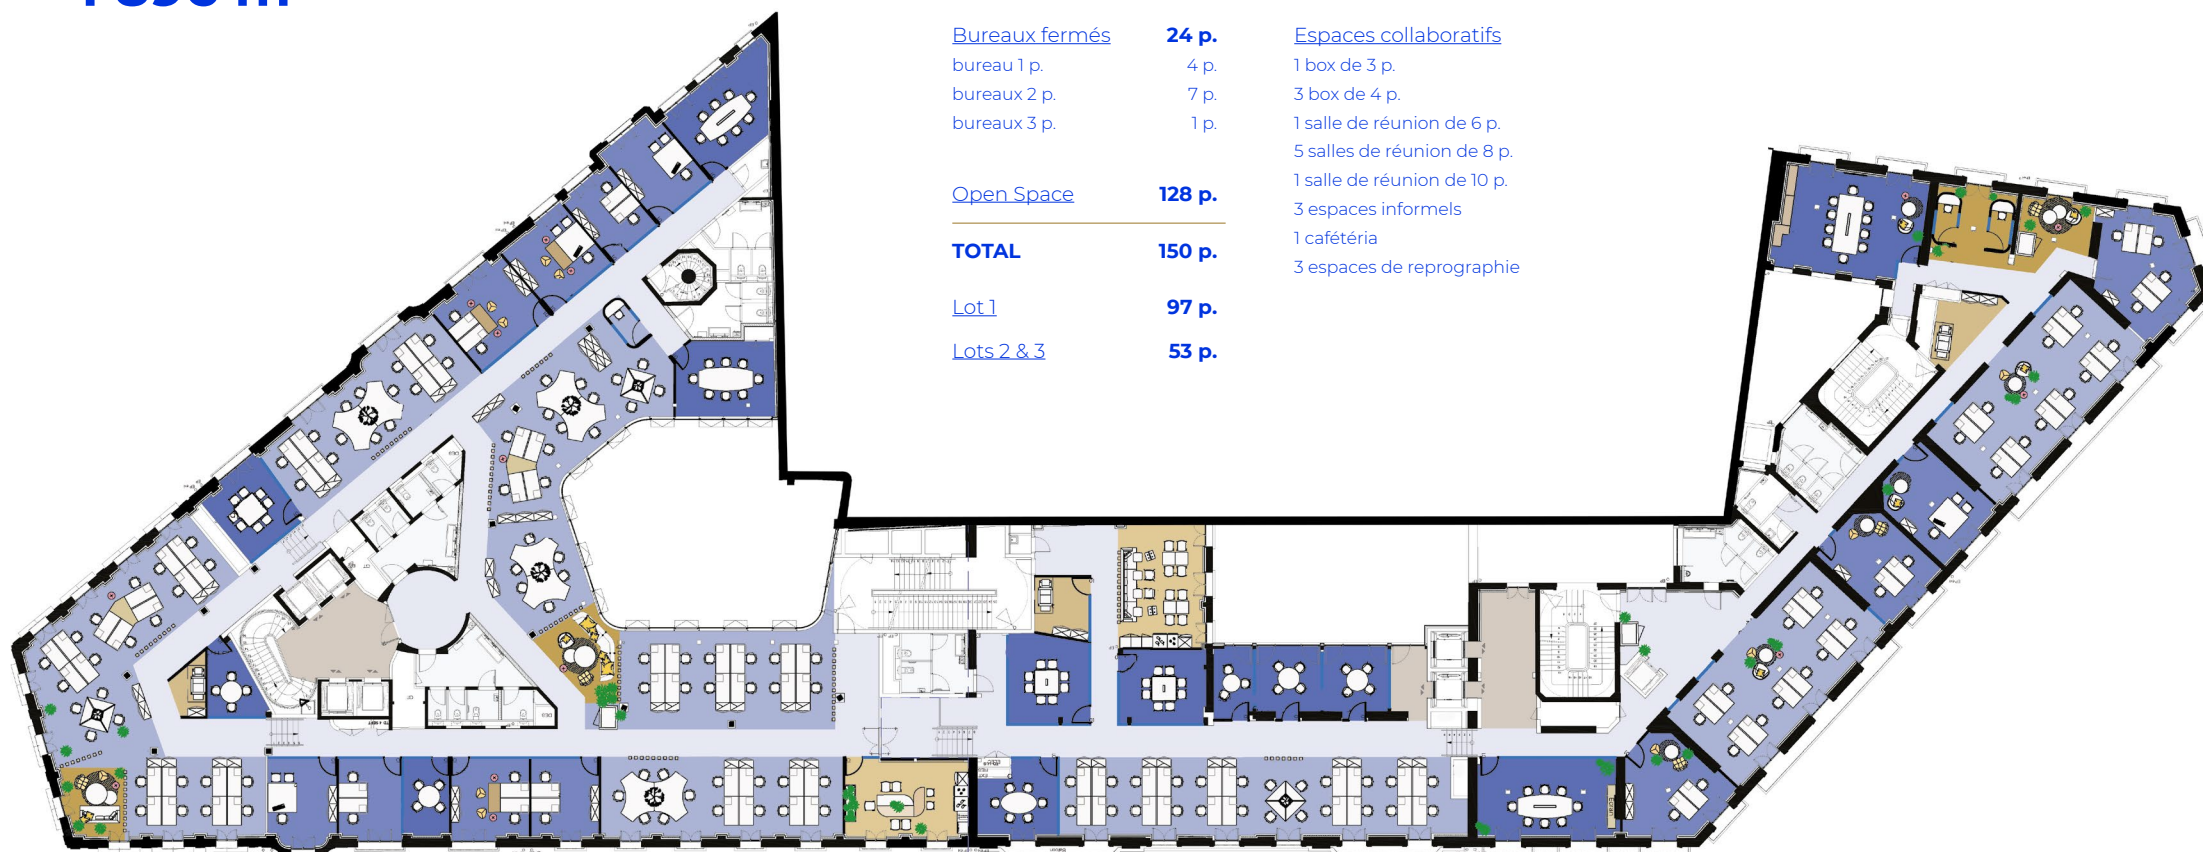 Bureaux fermés 24 p.
bureau 1 p. 4 p.
bureaux 2 p. 7 p.
bureaux 3 p. 1 p.
Open Space 128 p.
TOTAL 150 p.
Lot 1 97 p.
Lots 2 & 3 53 p.
Espaces collaboratifs
1 box de 3 p.
3 box de 4 p.
1 salle de réunion de 6 p.
5 salles de réunion de 8 p.
1 salle de réunion de 10 p.
3 espaces informels
1 cafétéria
3 espaces de reprographie